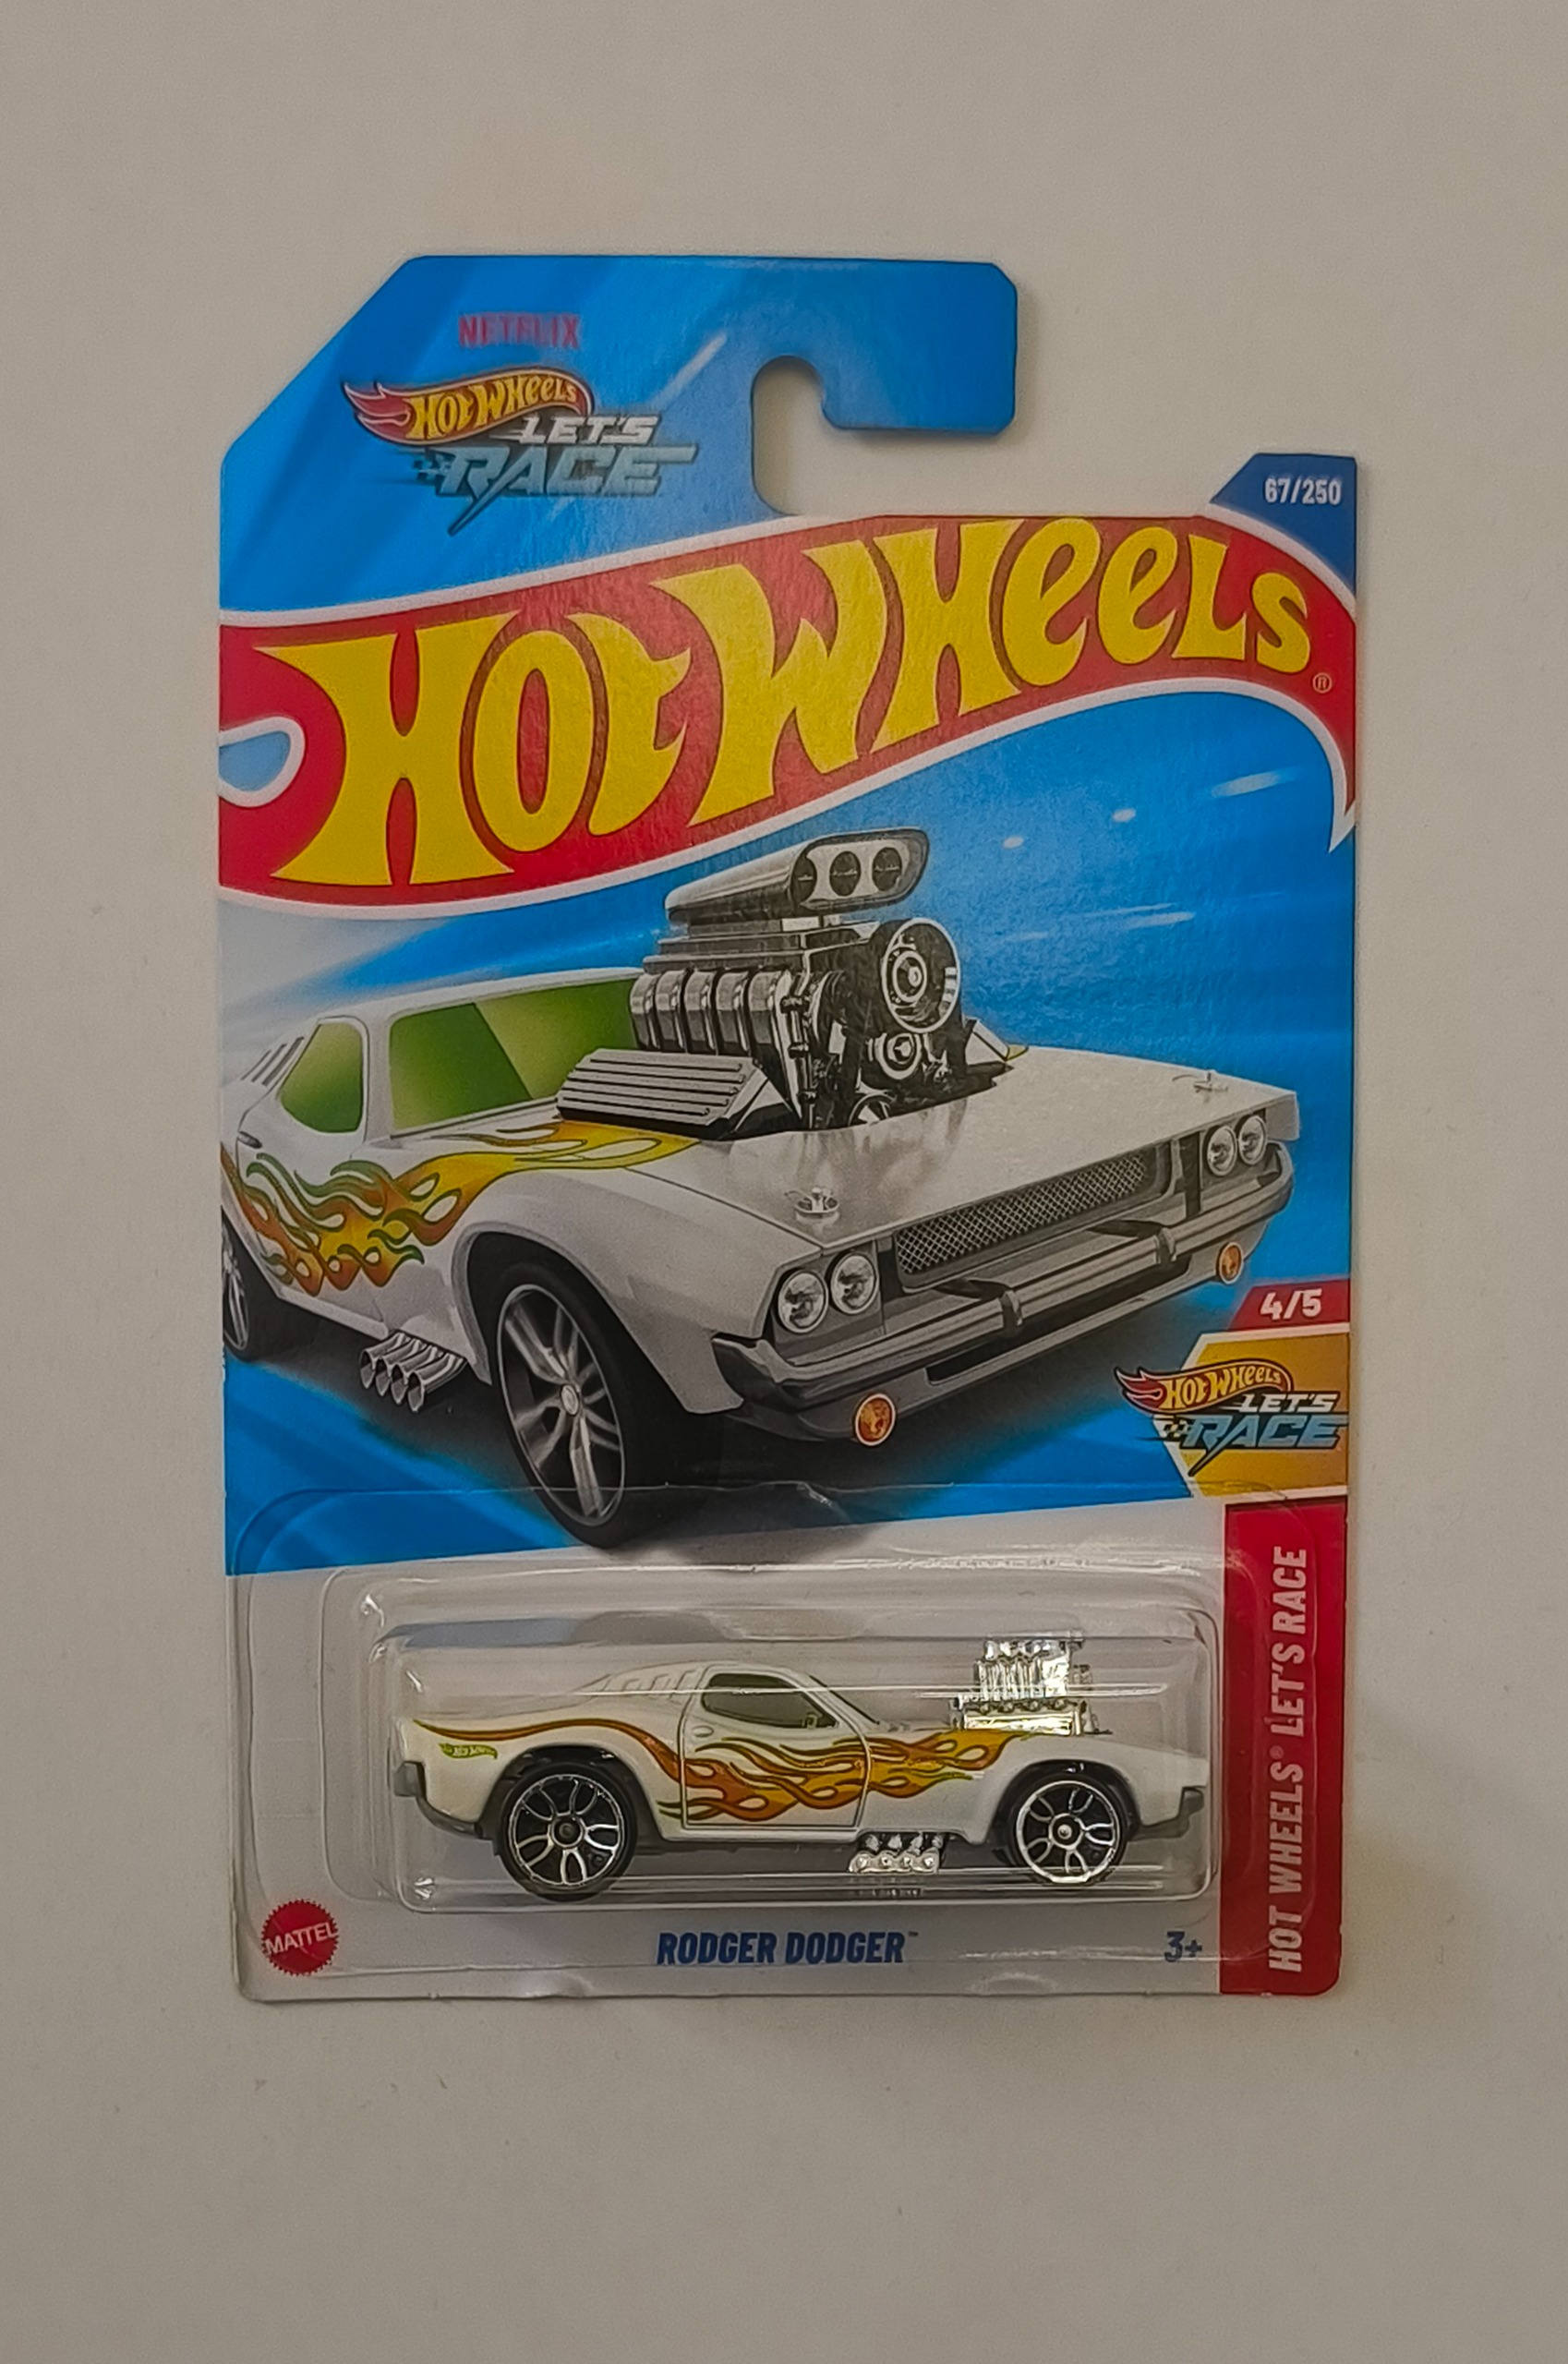 NETFLIX
HOT WHEELS
LET'S
RACE
67/250
HOT WHEELS®
4/5
HOT WHEELS
LET'S
RACE
HOT WHEELS® LET'S RACE
HOT WHEELS
MATTEL
RODGER DODGER™
3+